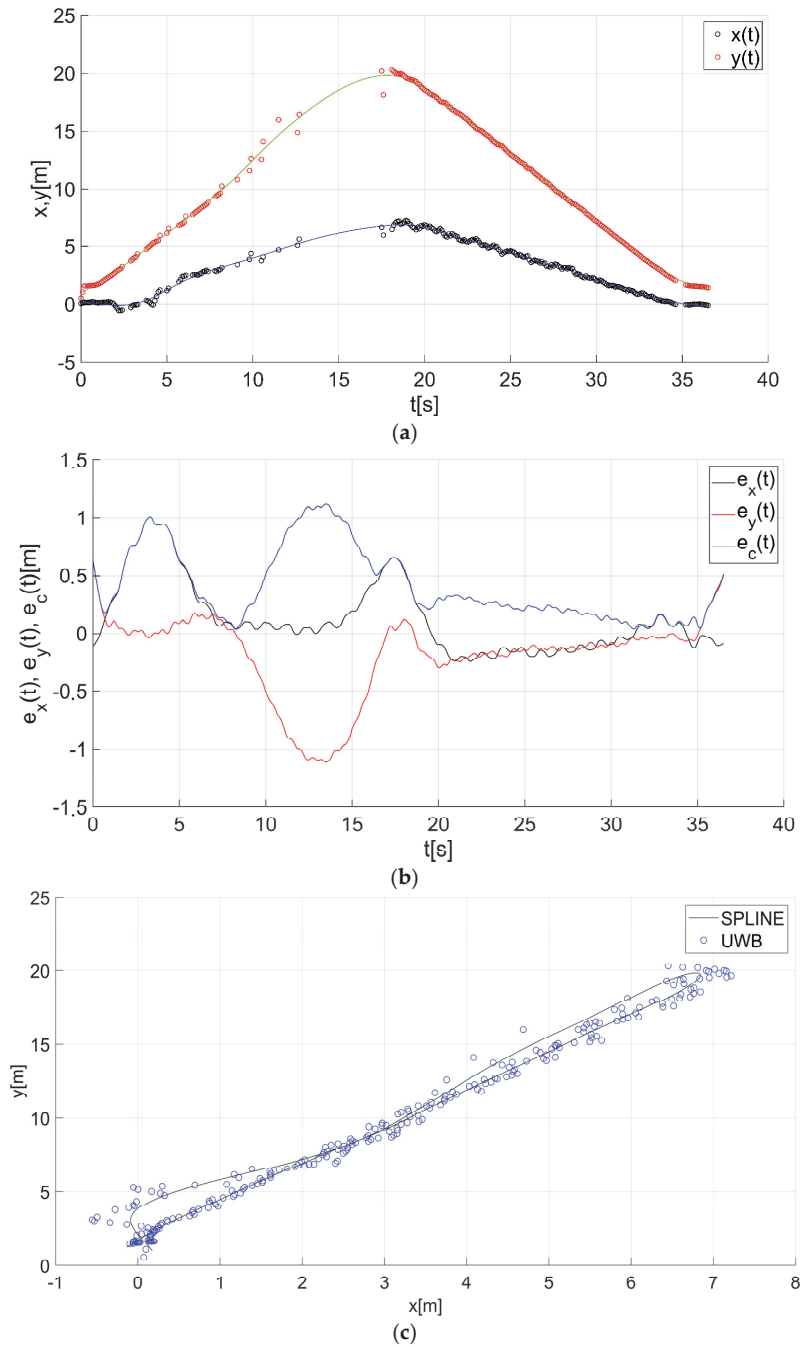 x(t)
y(t)
25
20
15
10
5
0
-5
x,y[m]
0 5 10 15 20 25 30 35 40
t[s]
(a)
e_x(t)
e_y(t)
e_c(t)
1.5
1
0.5
0
-0.5
-1
-1.5
e_x(t), e_y(t), e_c(t)[m]
0 5 10 15 20 25 30 35 40
t[s]
(b)
SPLINE
UWB
25
20
15
10
5
0
y[m]
-1 0 1 2 3 4 5 6 7 8
x[m]
(c)